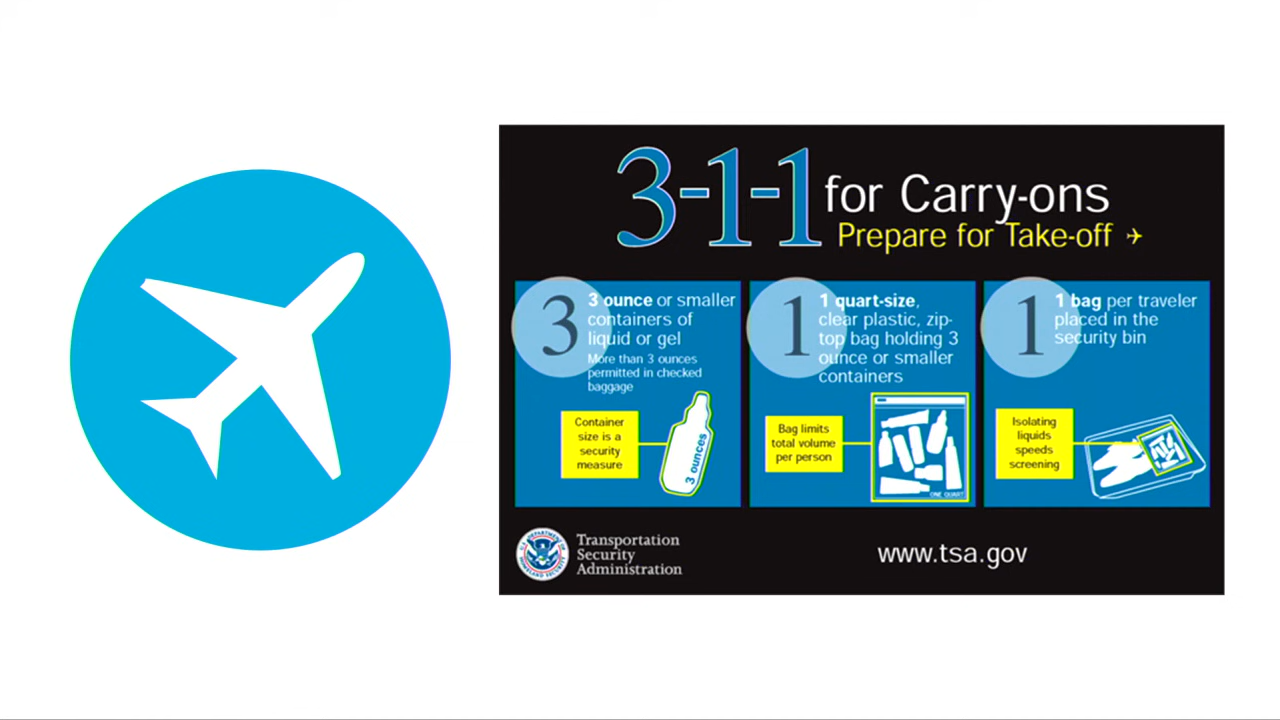 3-1-1 for Carry-ons
Prepare for Take-off
3
3 ounce or smaller
containers of
liquid or gel
More than 3 ounces
permitted in checked
baggage
Container
size is a
security
measure
3 ounces
1
1 quart-size,
clear plastic, zip-
top bag holding 3
ounce or smaller
containers
Bag limits
total volume
per person
ONE QUART
1
1 bag per traveler
placed in the
security bin
Isolating
liquids
speeds
screening
U.S. DEPARTMENT OF
HOMELAND SECURITY
Transportation
Security
Administration
www.tsa.gov